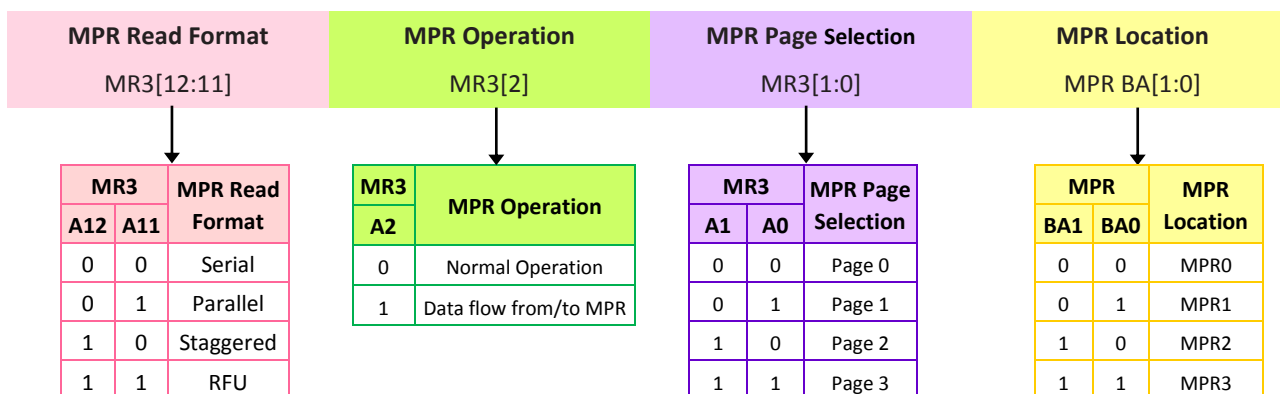 MPR Read Format
MR3[12:11]
MPR Operation
MR3[2]
MPR Page Selection
MR3[1:0]
MPR Location
MPR BA[1:0]
MR3 MPR Read Format
A12 A11
0 0 Serial
0 1 Parallel
1 0 Staggered
1 1 RFU
MR3 MPR Operation
A2
0 Normal Operation
1 Data flow from/to MPR
MR3 MPR Page Selection
A1 A0
0 0 Page 0
0 1 Page 1
1 0 Page 2
1 1 Page 3
MPR MPR Location
BA1 BA0
0 0 MPR0
0 1 MPR1
1 0 MPR2
1 1 MPR3